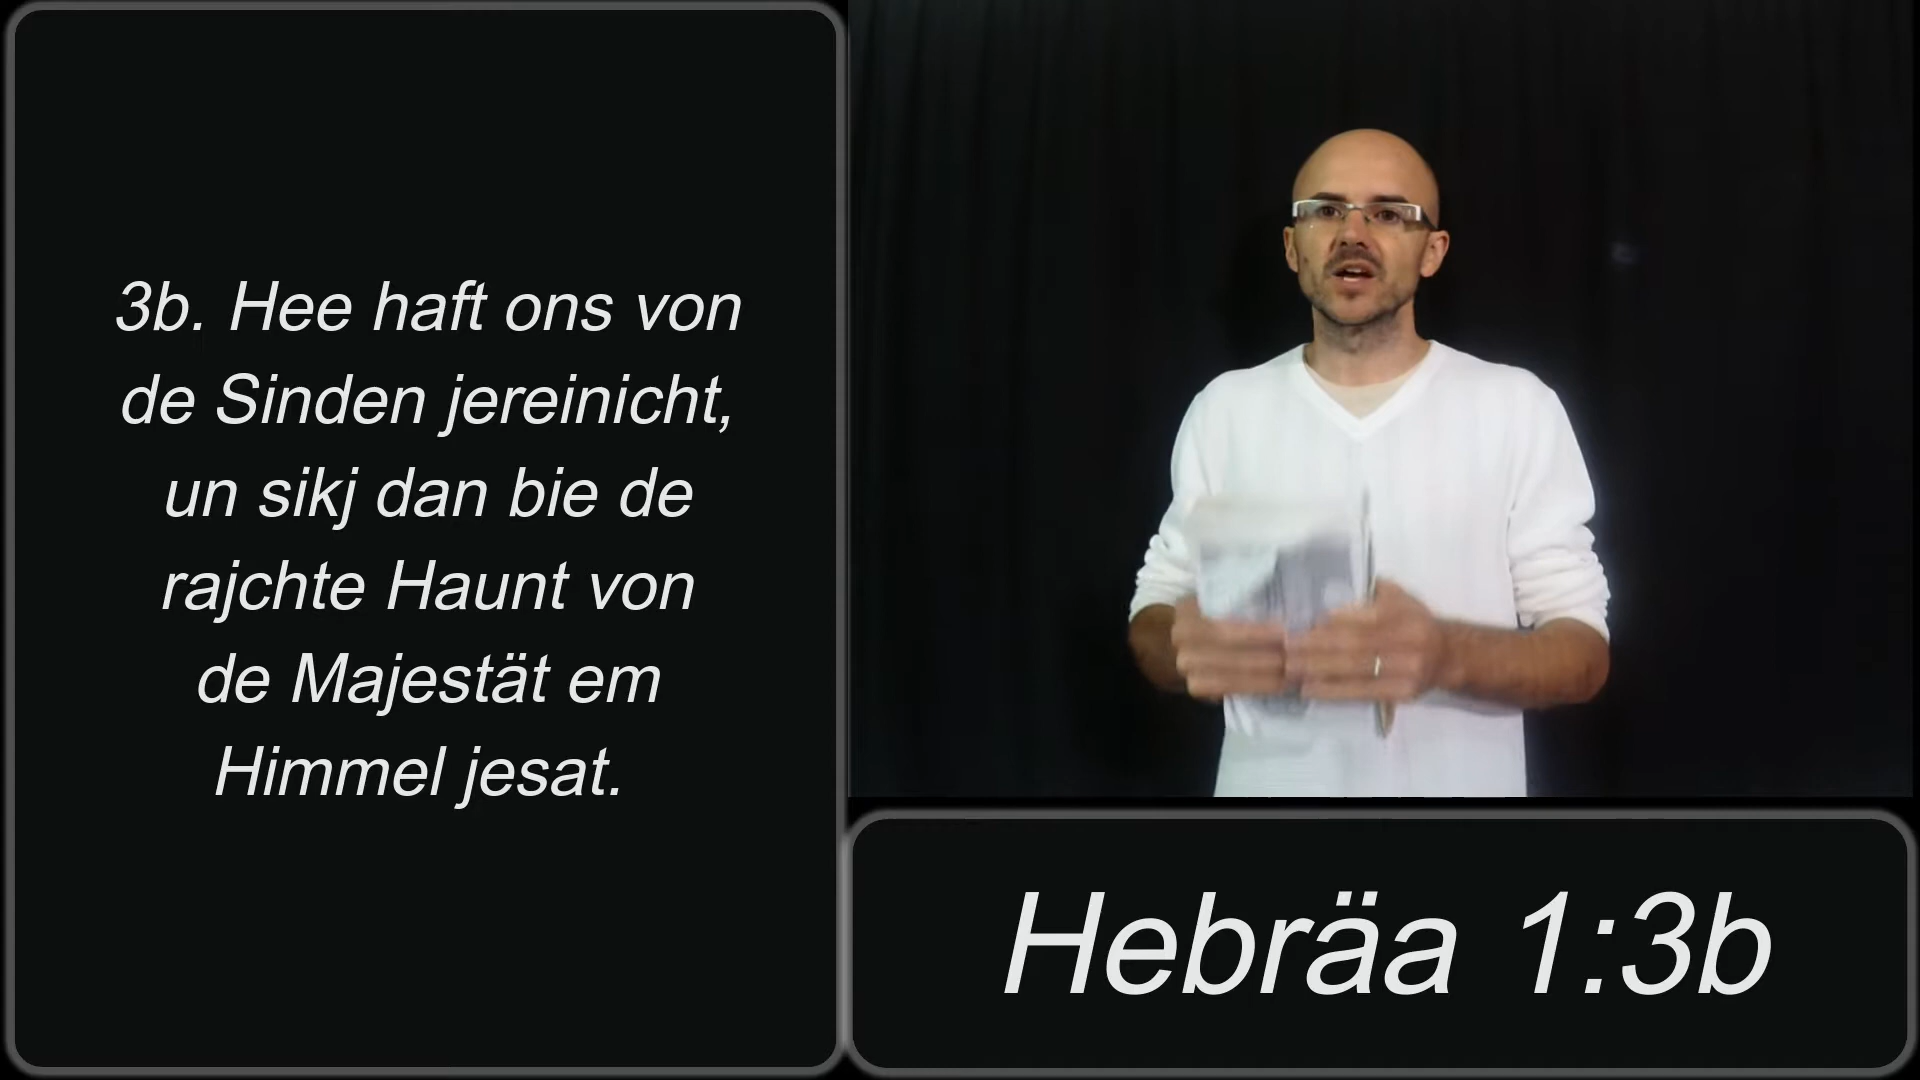 3b. Hee haft ons von
de Sinden jereinicht,
un sikj dan bie de
rajchte Haunt von
de Majestät em
Himmel jesat.
Hebräa 1:3b